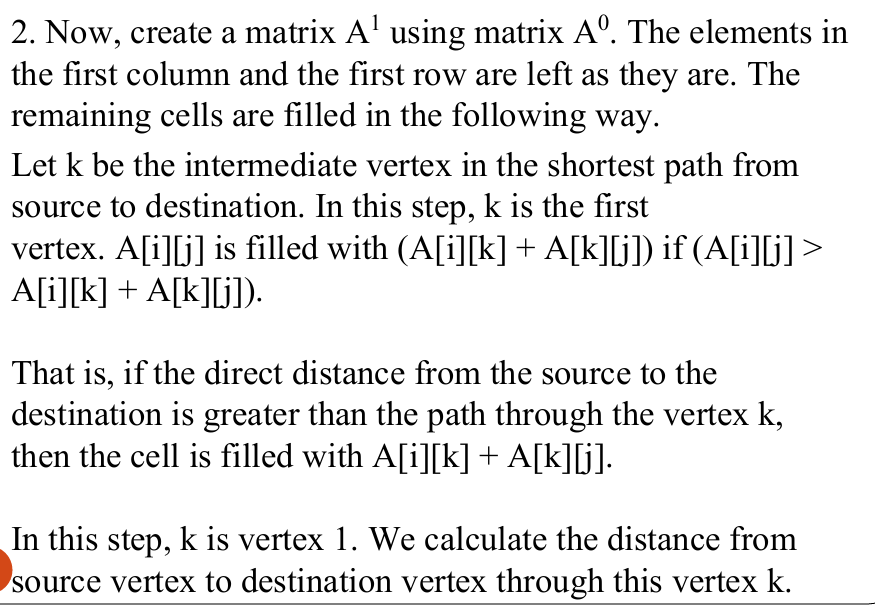 2. Now, create a matrix A¹ using matrix A⁰. The elements in
the first column and the first row are left as they are. The
remaining cells are filled in the following way.
Let k be the intermediate vertex in the shortest path from
source to destination. In this step, k is the first
vertex. A[i][j] is filled with (A[i][k] + A[k][j]) if (A[i][j] >
A[i][k] + A[k][j]).
That is, if the direct distance from the source to the
destination is greater than the path through the vertex k,
then the cell is filled with A[i][k] + A[k][j].
In this step, k is vertex 1. We calculate the distance from
source vertex to destination vertex through this vertex k.